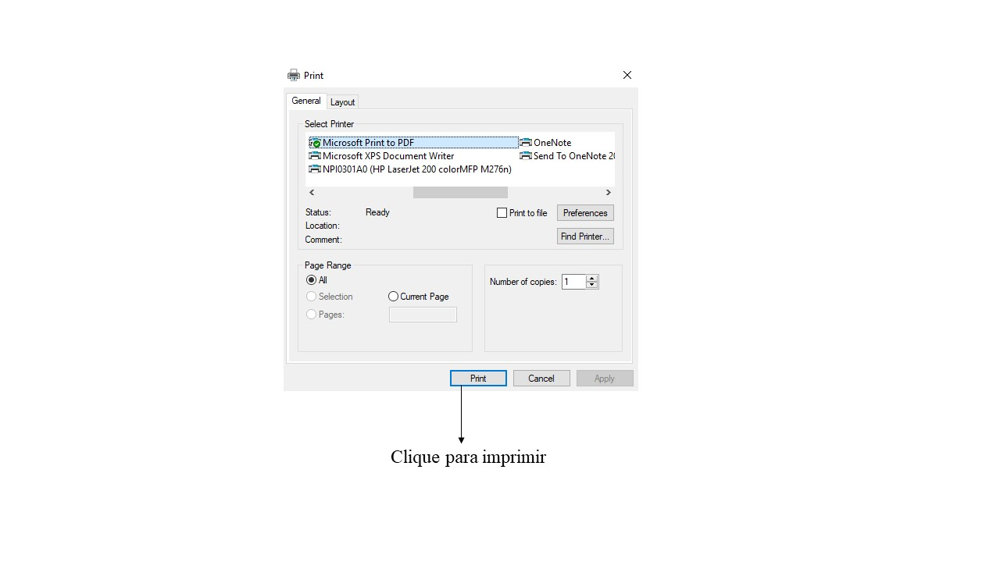 Print
General Layout
Select Printer
Microsoft Print to PDF OneNote
Microsoft XPS Document Writer Send To OneNote 20
NPI0301A0 (HP LaserJet 200 colorMFP M276n)
Status: Ready Print to file Preferences
Location:
Comment: Find Printer...
Page Range
All Number of copies: 1
Selection Current Page
Pages:
Print Cancel Apply
Clique para imprimir